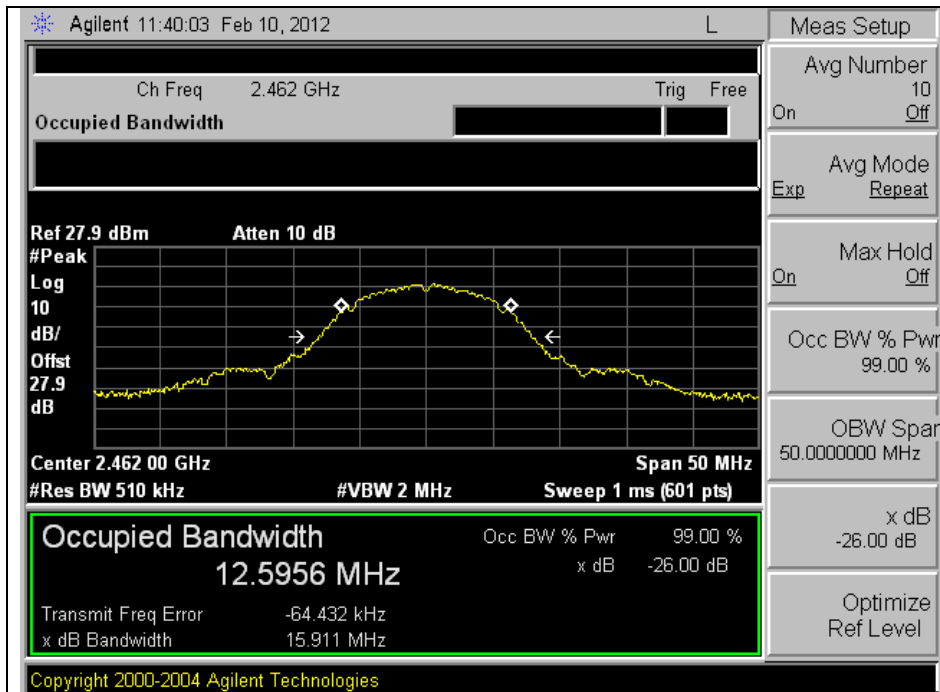 Agilent 11:40:03 Feb 10, 2012 L
Meas Setup
Ch Freq 2.462 GHz Trig Free
Occupied Bandwidth
Ref 27.9 dBm Atten 10 dB
#Peak
Log
10
dB/
Offst
27.9
dB
Center 2.462 00 GHz Span 50 MHz
#Res BW 510 kHz #VBW 2 MHz Sweep 1 ms (601 pts)
Occupied Bandwidth
12.5956 MHz
Occ BW % Pwr 99.00 %
x dB -26.00 dB
Transmit Freq Error -64.432 kHz
x dB Bandwidth 15.911 MHz
Copyright 2000-2004 Agilent Technologies
Avg Number
10
On Off
Avg Mode
Exp Repeat
Max Hold
On Off
Occ BW % Pwr
99.00 %
OBW Span
50.0000000 MHz
x dB
-26.00 dB
Optimize
Ref Level